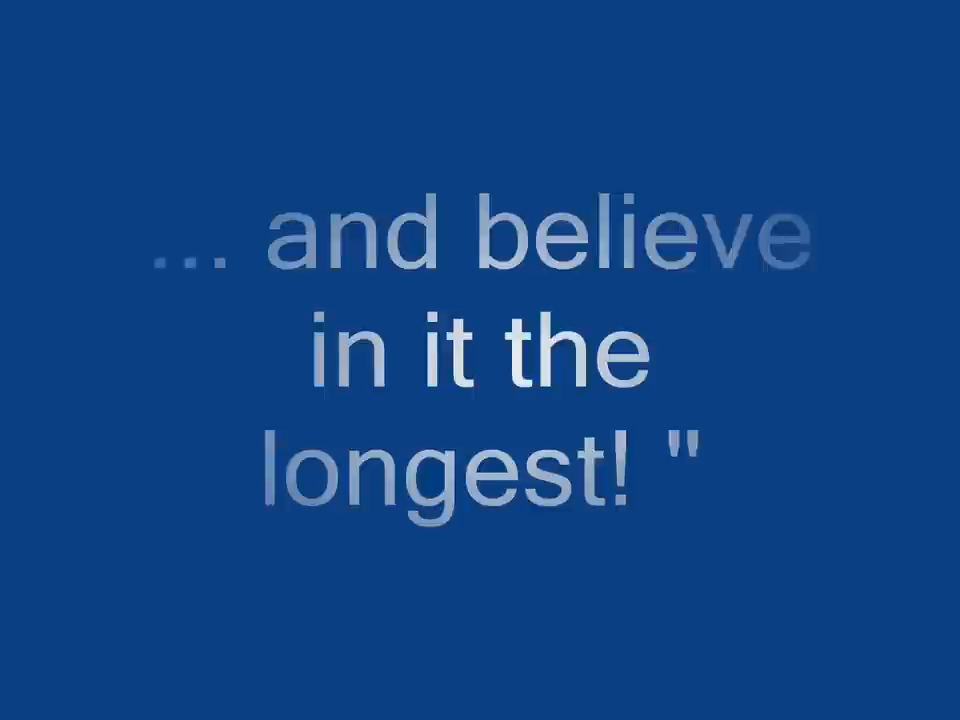 ... and believe
in it the
longest! "